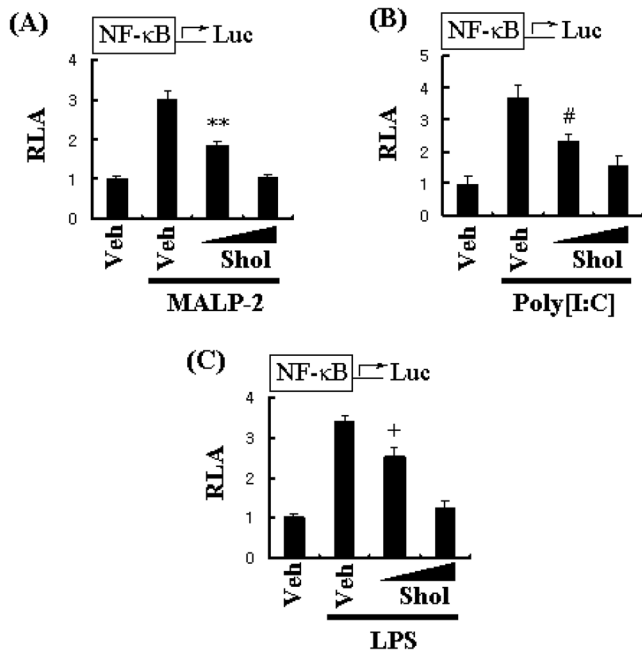 (A)
NF-κB Luc
RLA
4
3
2
1
0
**
Veh
Veh
Shol
MALP-2
(B)
NF-κB Luc
RLA
5
4
3
2
1
0
#
Veh
Veh
Shol
Poly[I:C]
(C)
NF-κB Luc
RLA
4
3
2
1
0
+
Veh
Veh
Shol
LPS